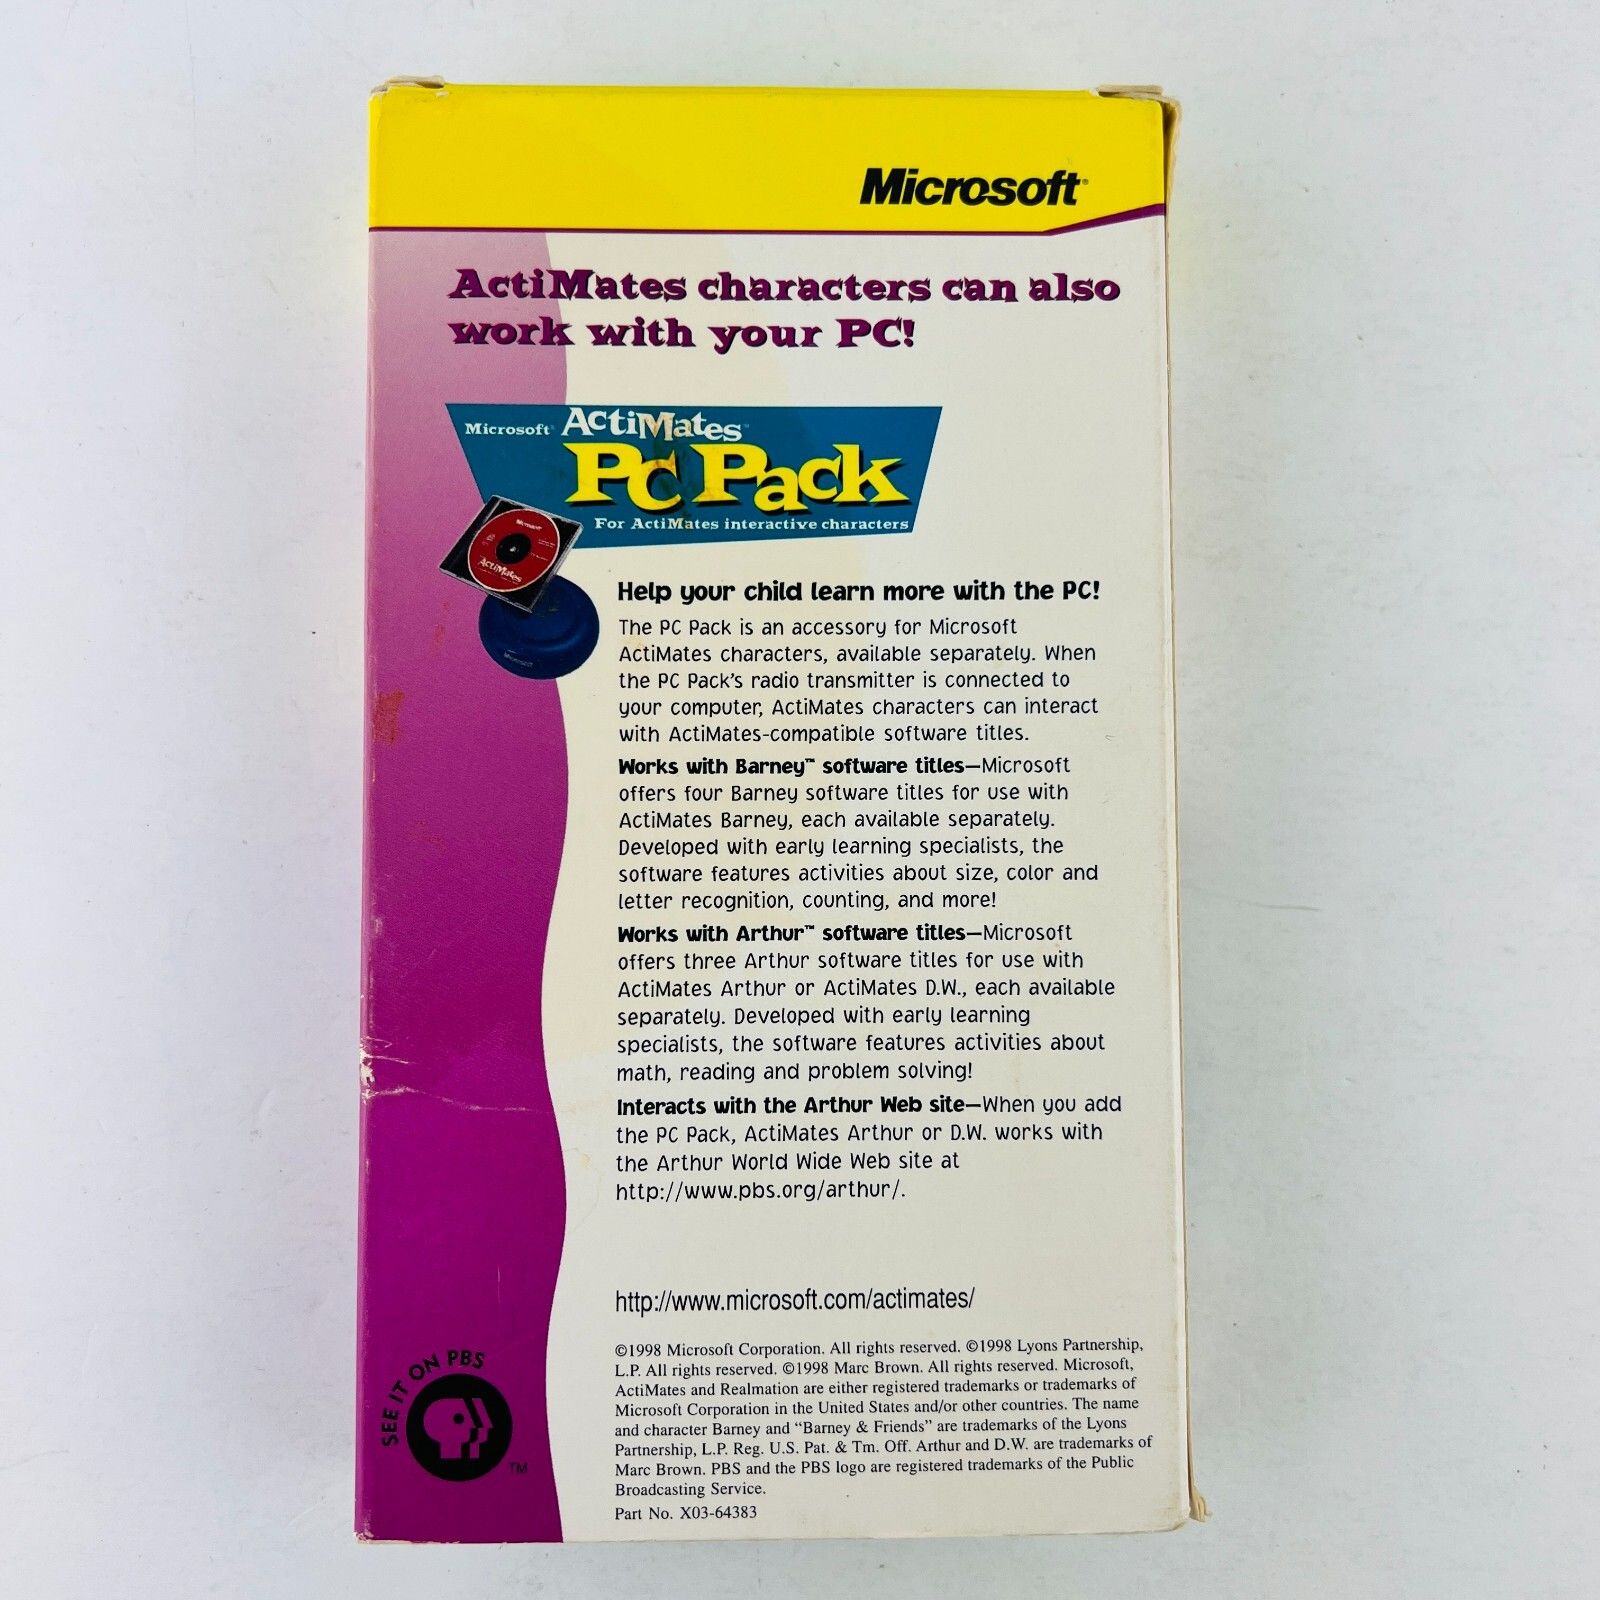 Microsoft®
ActiMates characters can also
work with your PC!
Microsoft® ActiMates™
PC Pack
For ActiMates interactive characters
Microsoft
ActiMates
Microsoft
Help your child learn more with the PC!
The PC Pack is an accessory for Microsoft
ActiMates characters, available separately. When
the PC Pack's radio transmitter is connected to
your computer, ActiMates characters can interact
with ActiMates-compatible software titles.
Works with Barney™ software titles—Microsoft
offers four Barney software titles for use with
ActiMates Barney, each available separately.
Developed with early learning specialists, the
software features activities about size, color and
letter recognition, counting, and more!
Works with Arthur™ software titles—Microsoft
offers three Arthur software titles for use with
ActiMates Arthur or ActiMates D.W., each available
separately. Developed with early learning
specialists, the software features activities about
math, reading and problem solving!
Interacts with the Arthur Web site—When you add
the PC Pack, ActiMates Arthur or D.W. works with
the Arthur World Wide Web site at
http://www.pbs.org/arthur/.
http://www.microsoft.com/actimates/
©1998 Microsoft Corporation. All rights reserved. ©1998 Lyons Partnership,
L.P. All rights reserved. ©1998 Marc Brown. All rights reserved. Microsoft,
ActiMates and Realmation are either registered trademarks or trademarks of
Microsoft Corporation in the United States and/or other countries. The name
and character Barney and "Barney & Friends" are trademarks of the Lyons
Partnership, L.P. Reg. U.S. Pat. & Tm. Off. Arthur and D.W. are trademarks of
Marc Brown. PBS and the PBS logo are registered trademarks of the Public
Broadcasting Service.
Part No. X03-64383
SEE IT ON PBS
TM